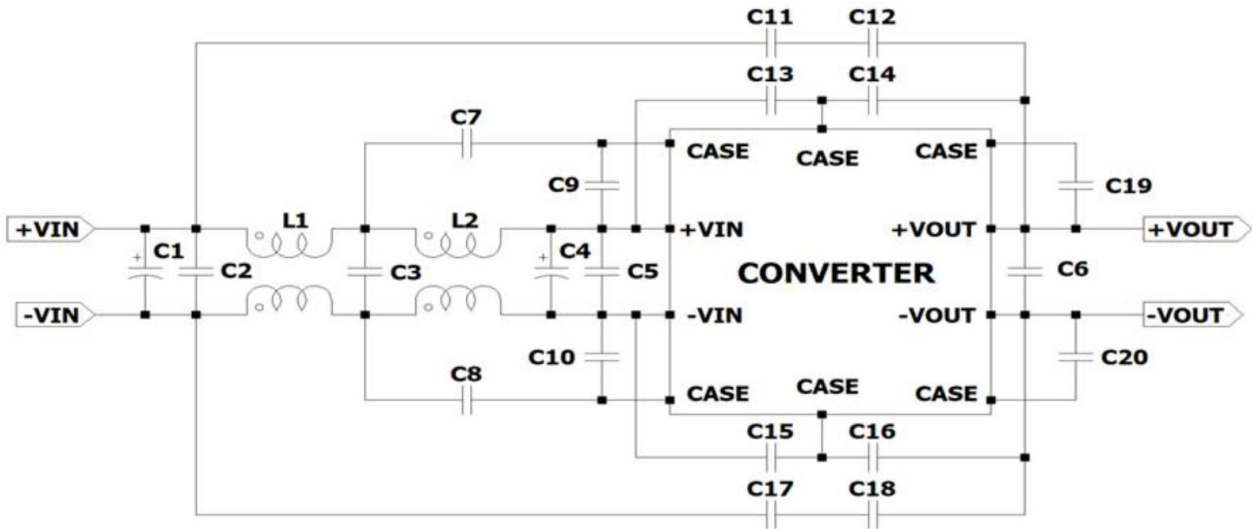 C11 C12
C13 C14
C7
CASE CASE CASE
C9 C19
+VIN L1 L2 +VIN +VOUT +VOUT
+ C1 C2 C3 + C4 C5 CONVERTER C6
-VIN -VIN -VOUT -VOUT
C10 C20
C8 CASE CASE CASE
C15 C16
C17 C18